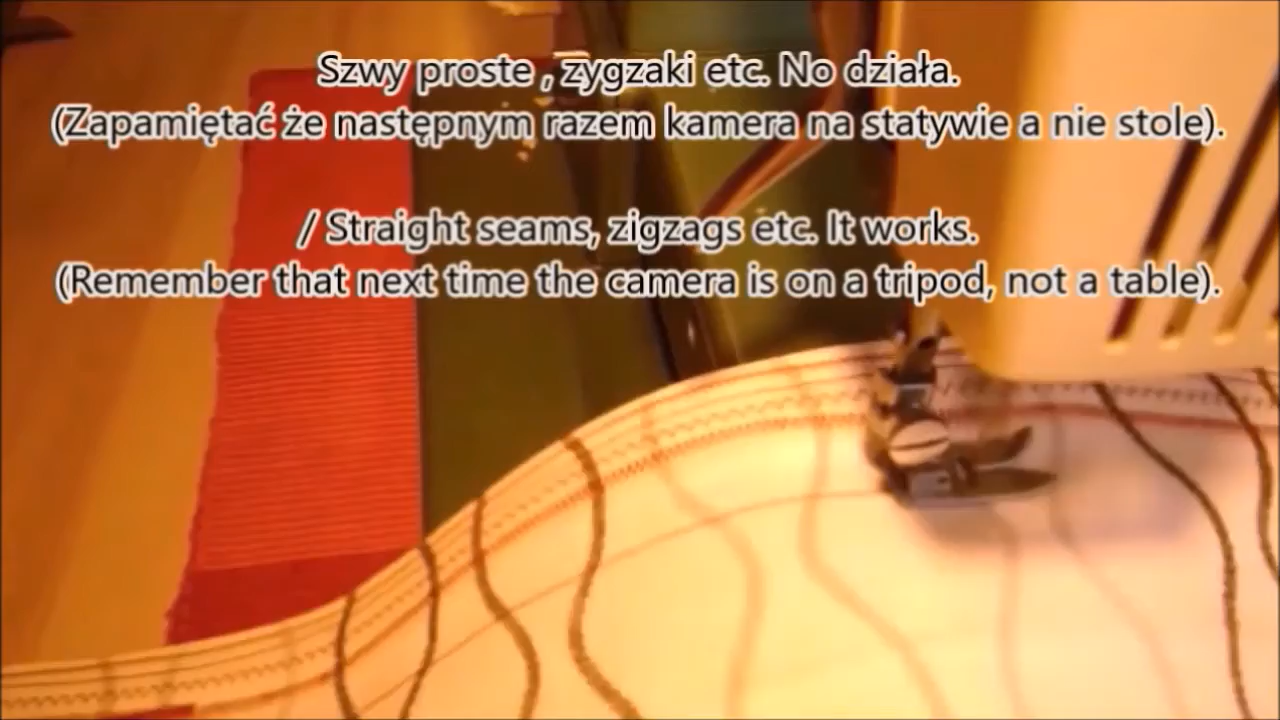 Szwy proste , zygzaki etc. No działa.
(Zapamiętać że następnym razem kamera na statywie a nie stole).
/ Straight seams, zigzags etc. It works.
(Remember that next time the camera is on a tripod, not a table).